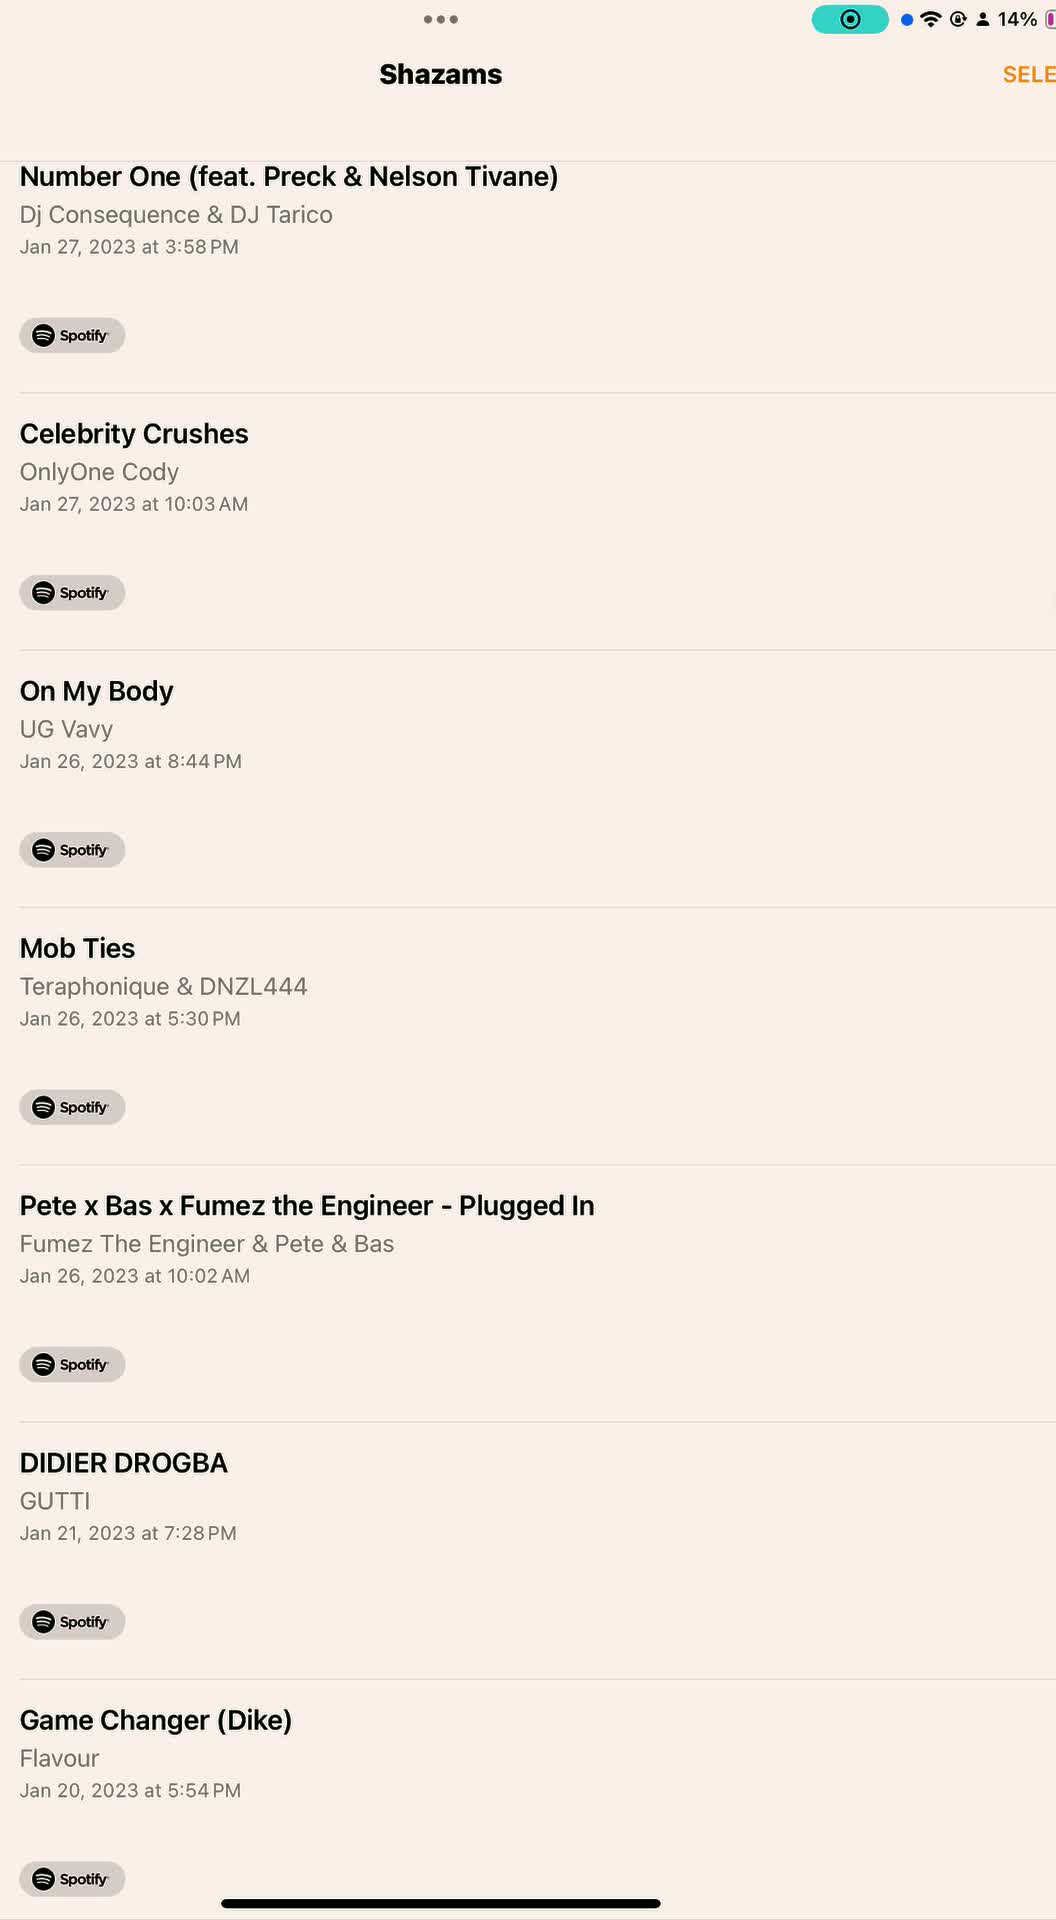 14%
Shazams
SELE
Number One (feat. Preck & Nelson Tivane)
Dj Consequence & DJ Tarico
Jan 27, 2023 at 3:58 PM
Spotify
Celebrity Crushes
OnlyOne Cody
Jan 27, 2023 at 10:03 AM
Spotify
On My Body
UG Vavy
Jan 26, 2023 at 8:44 PM
Spotify
Mob Ties
Teraphonique & DNZL444
Jan 26, 2023 at 5:30 PM
Spotify
Pete x Bas x Fumez the Engineer - Plugged In
Fumez The Engineer & Pete & Bas
Jan 26, 2023 at 10:02 AM
Spotify
DIDIER DROGBA
GUTTI
Jan 21, 2023 at 7:28 PM
Spotify
Game Changer (Dike)
Flavour
Jan 20, 2023 at 5:54 PM
Spotify